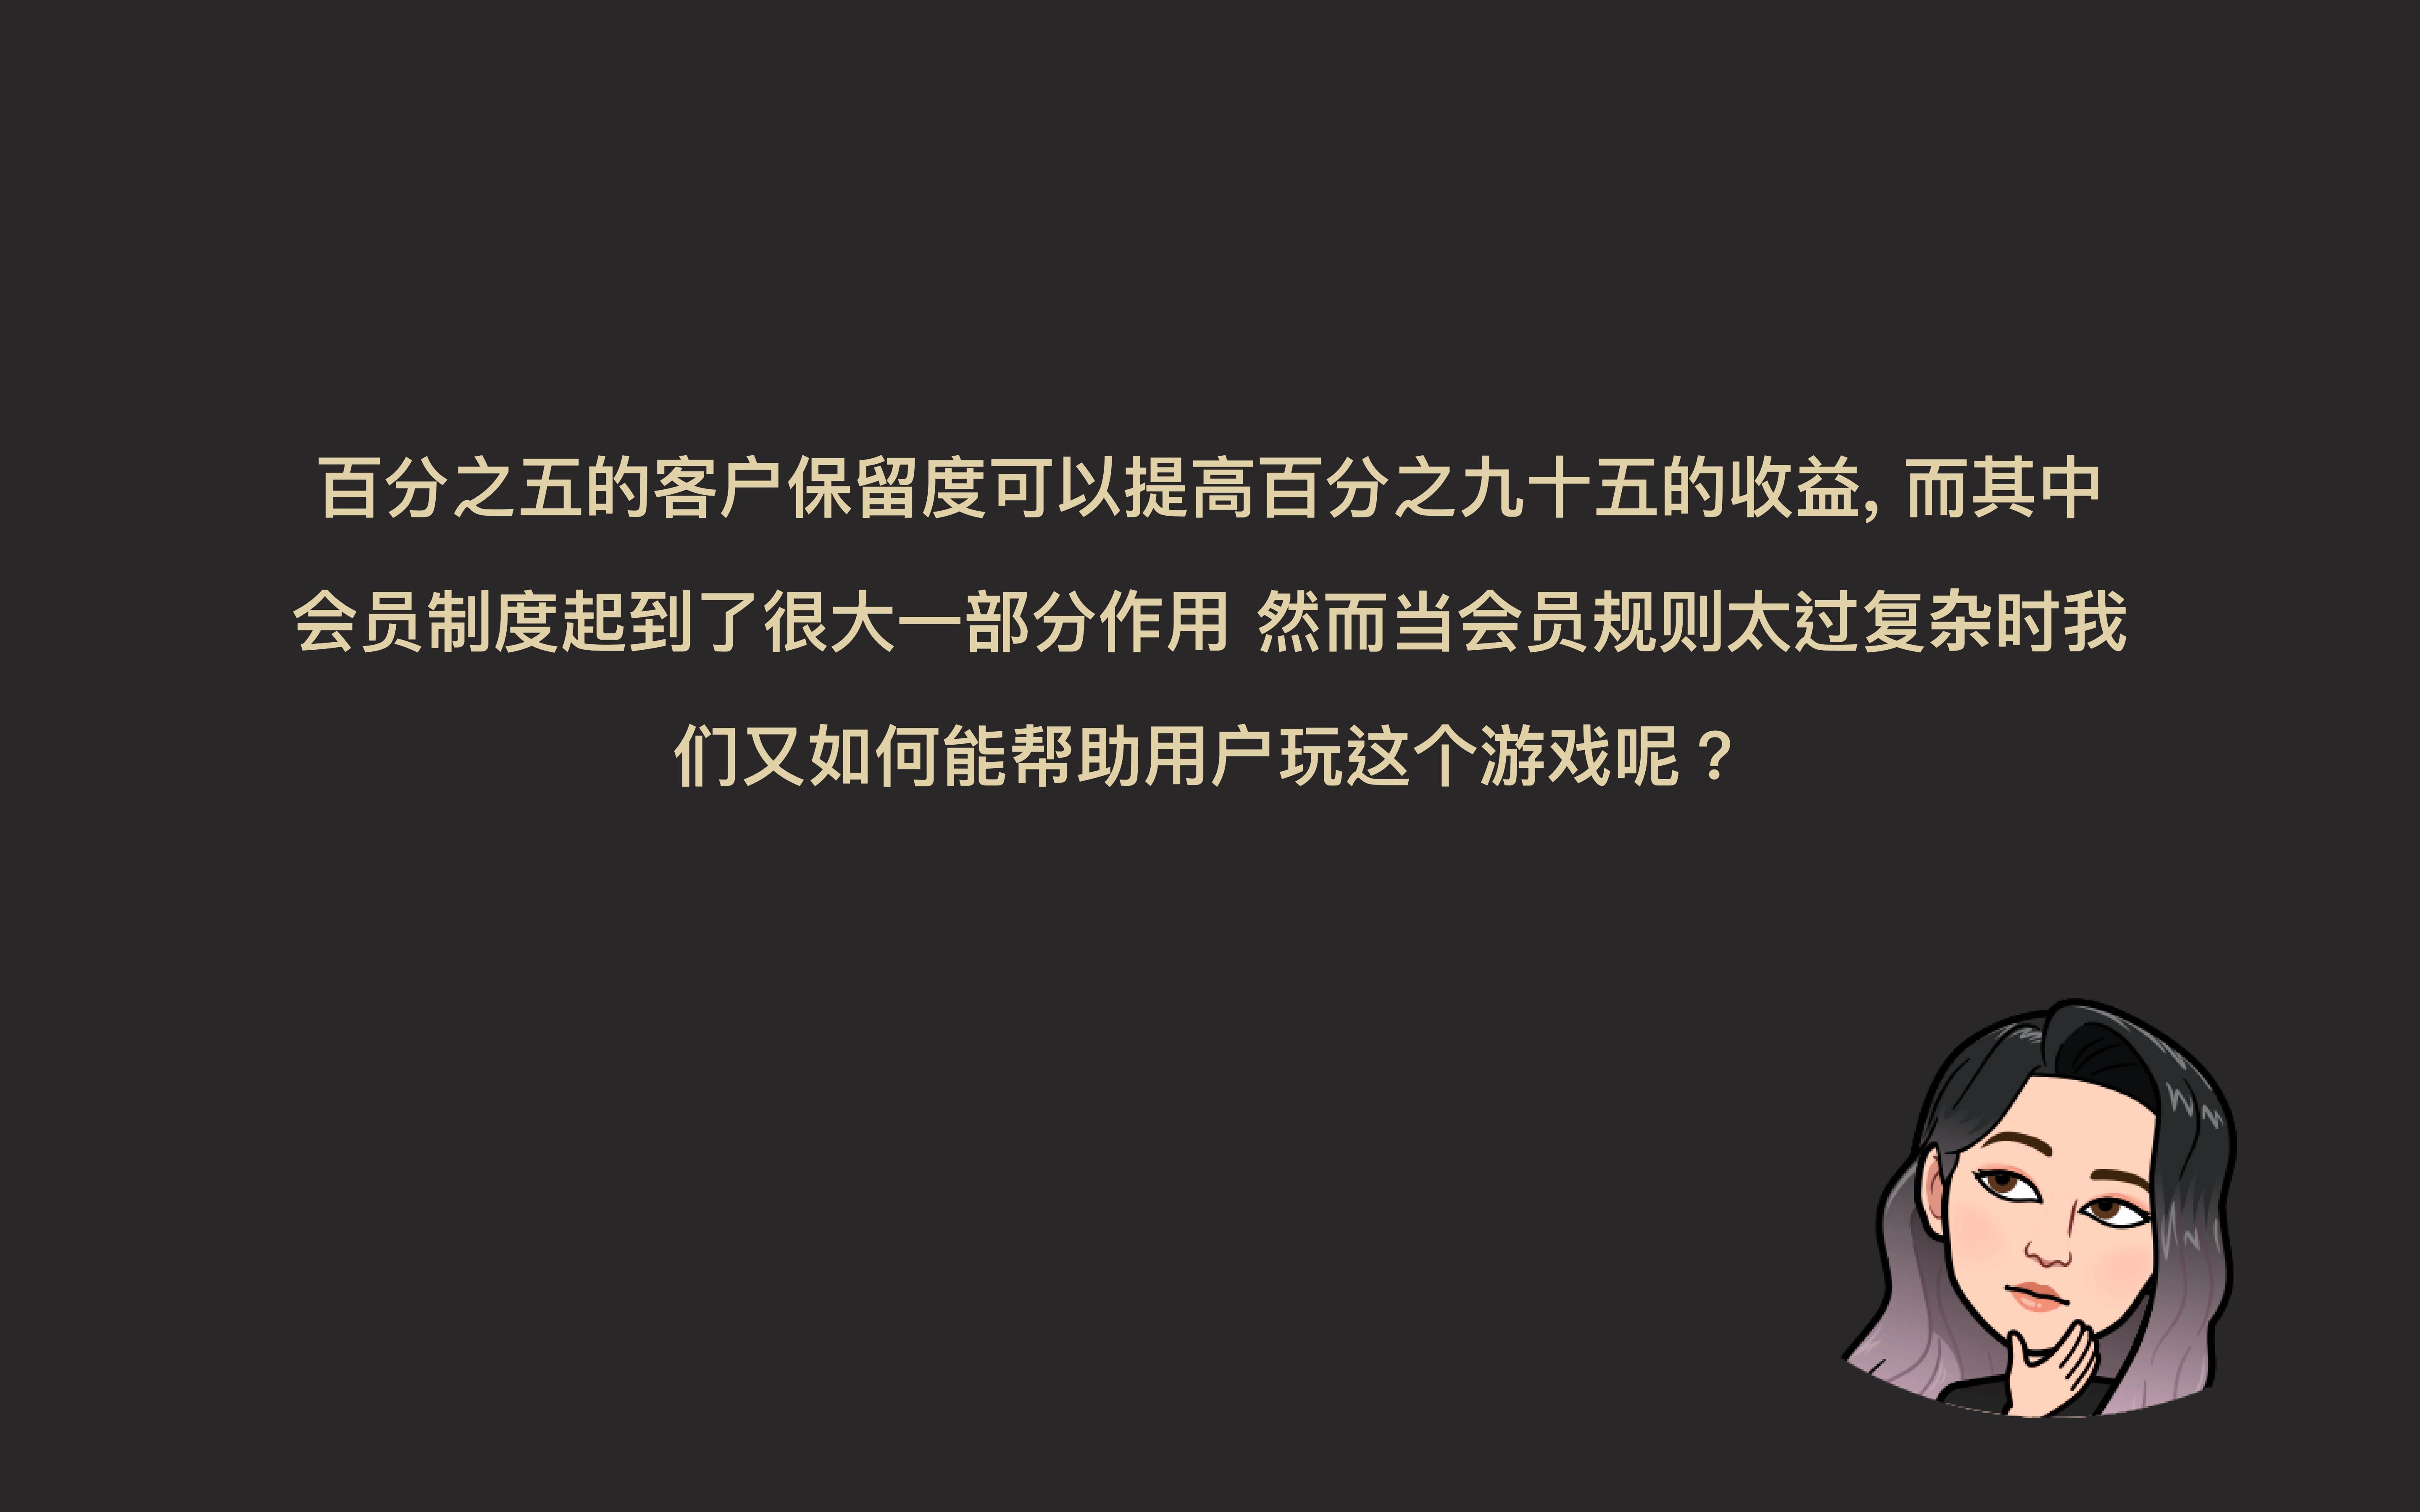 百分之五的客户保留度可以提高百分之九十五的收益, 而其中
会员制度起到了很大一部分作用 然而当会员规则太过复杂时我
们又如何能帮助用户玩这个游戏呢？